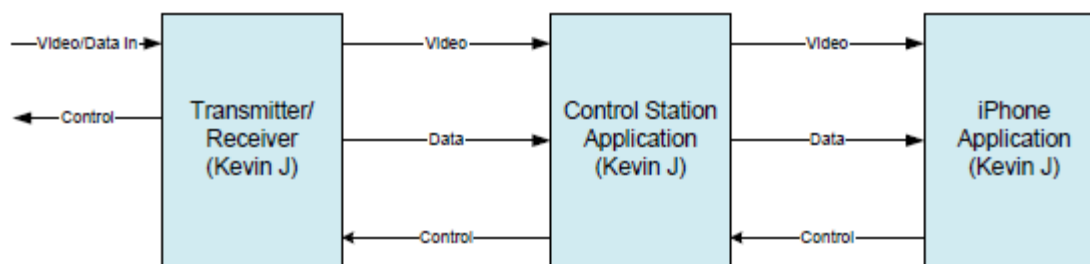 Video/Data In
Control
Transmitter/
Receiver
(Kevin J)
Video
Data
Control
Control Station
Application
(Kevin J)
Video
Data
Control
iPhone
Application
(Kevin J)